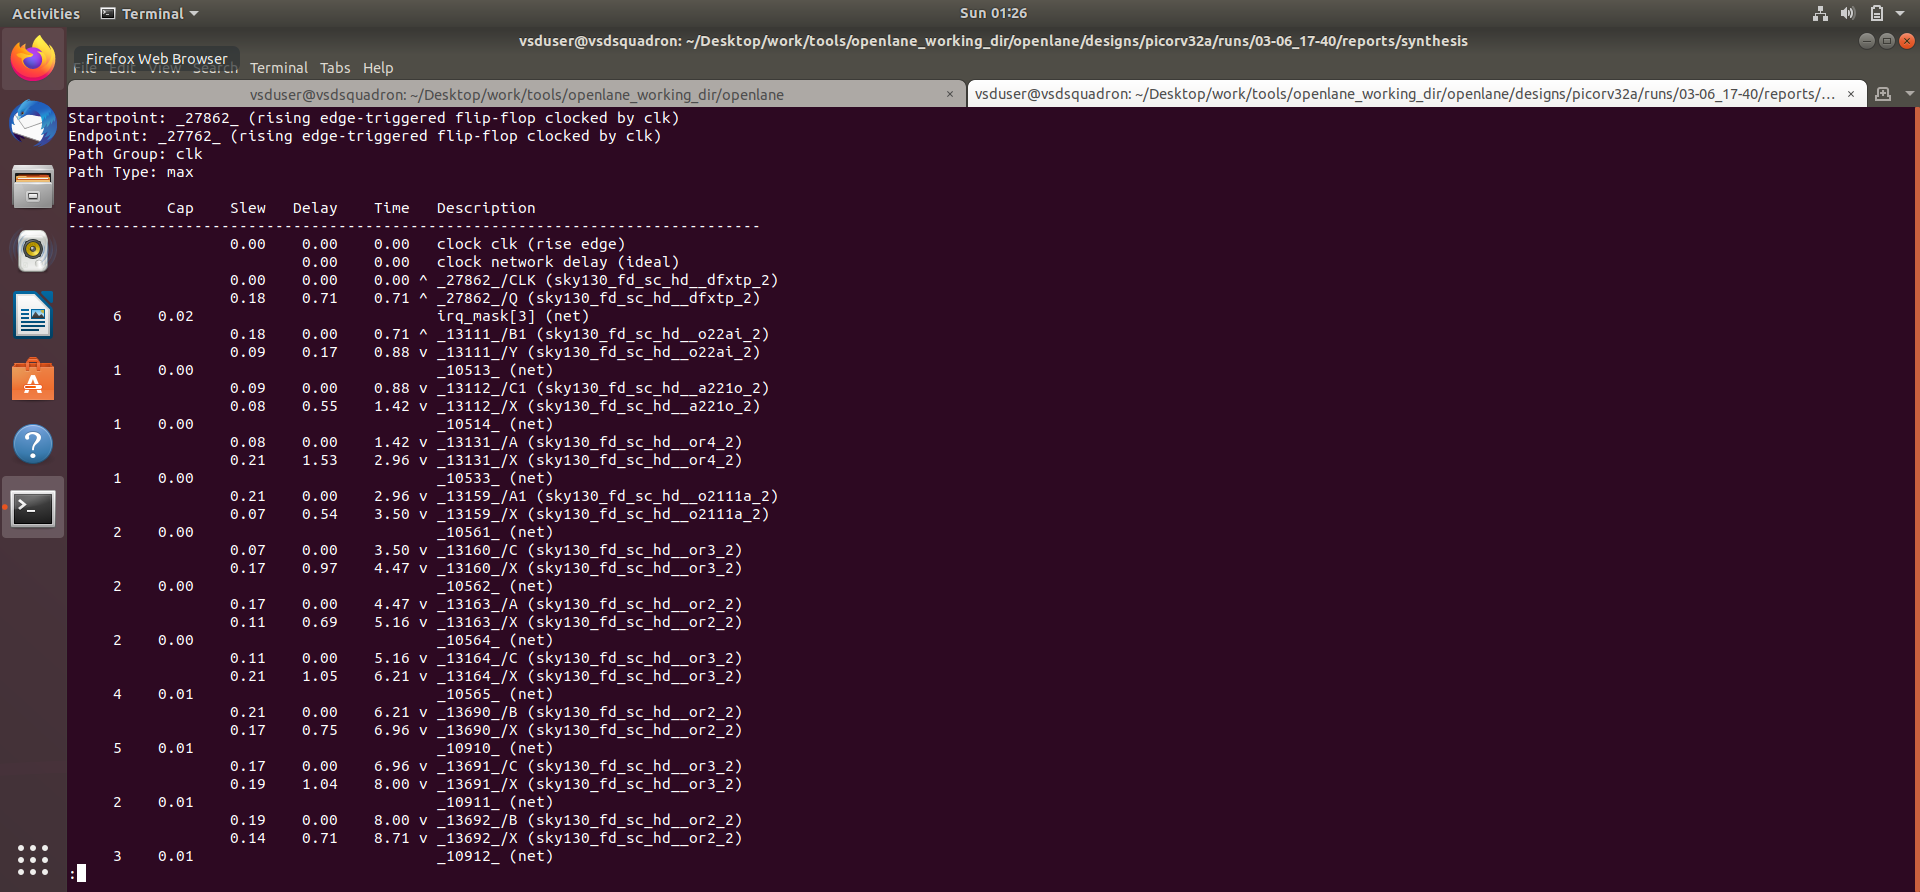 Activities Terminal Sun 01:26
vsduser@vsdsquadron: ~/Desktop/work/tools/openlane_working_dir/openlane/designs/picorv32a/runs/03-06_17-40/reports/synthesis
Firefox Web Browser
File Edit View Search Terminal Tabs Help
vsduser@vsdsquadron: ~/Desktop/work/tools/openlane_working_dir/openlane × vsduser@vsdsquadron: ~/Desktop/work/tools/openlane_working_dir/openlane/designs/picorv32a/runs/03-06_17-40/reports/... ×
Startpoint: _27862_ (rising edge-triggered flip-flop clocked by clk)
Endpoint: _27762_ (rising edge-triggered flip-flop clocked by clk)
Path Group: clk
Path Type: max
Fanout Cap Slew Delay Time Description
-----------------------------------------------------------------------------
0.00 0.00 0.00 clock clk (rise edge)
0.00 0.00 clock network delay (ideal)
0.00 0.00 0.00 ^ _27862_/CLK (sky130_fd_sc_hd__dfxtp_2)
0.18 0.71 0.71 ^ _27862_/Q (sky130_fd_sc_hd__dfxtp_2)
6 0.02 irq_mask[3] (net)
0.18 0.00 0.71 ^ _13111_/B1 (sky130_fd_sc_hd__o22ai_2)
0.09 0.17 0.88 v _13111_/Y (sky130_fd_sc_hd__o22ai_2)
1 0.00 _10513_ (net)
0.09 0.00 0.88 v _13112_/C1 (sky130_fd_sc_hd__a221o_2)
0.08 0.55 1.42 v _13112_/X (sky130_fd_sc_hd__a221o_2)
1 0.00 _10514_ (net)
0.08 0.00 1.42 v _13131_/A (sky130_fd_sc_hd__or4_2)
0.21 1.53 2.96 v _13131_/X (sky130_fd_sc_hd__or4_2)
1 0.00 _10533_ (net)
0.21 0.00 2.96 v _13159_/A1 (sky130_fd_sc_hd__o2111a_2)
0.07 0.54 3.50 v _13159_/X (sky130_fd_sc_hd__o2111a_2)
2 0.00 _10561_ (net)
0.07 0.00 3.50 v _13160_/C (sky130_fd_sc_hd__or3_2)
0.17 0.97 4.47 v _13160_/X (sky130_fd_sc_hd__or3_2)
2 0.00 _10562_ (net)
0.17 0.00 4.47 v _13163_/A (sky130_fd_sc_hd__or2_2)
0.11 0.69 5.16 v _13163_/X (sky130_fd_sc_hd__or2_2)
2 0.00 _10564_ (net)
0.11 0.00 5.16 v _13164_/C (sky130_fd_sc_hd__or3_2)
0.21 1.05 6.21 v _13164_/X (sky130_fd_sc_hd__or3_2)
4 0.01 _10565_ (net)
0.21 0.00 6.21 v _13690_/B (sky130_fd_sc_hd__or2_2)
0.17 0.75 6.96 v _13690_/X (sky130_fd_sc_hd__or2_2)
5 0.01 _10910_ (net)
0.17 0.00 6.96 v _13691_/C (sky130_fd_sc_hd__or3_2)
0.19 1.04 8.00 v _13691_/X (sky130_fd_sc_hd__or3_2)
2 0.01 _10911_ (net)
0.19 0.00 8.00 v _13692_/B (sky130_fd_sc_hd__or2_2)
0.14 0.71 8.71 v _13692_/X (sky130_fd_sc_hd__or2_2)
3 0.01 _10912_ (net)
: